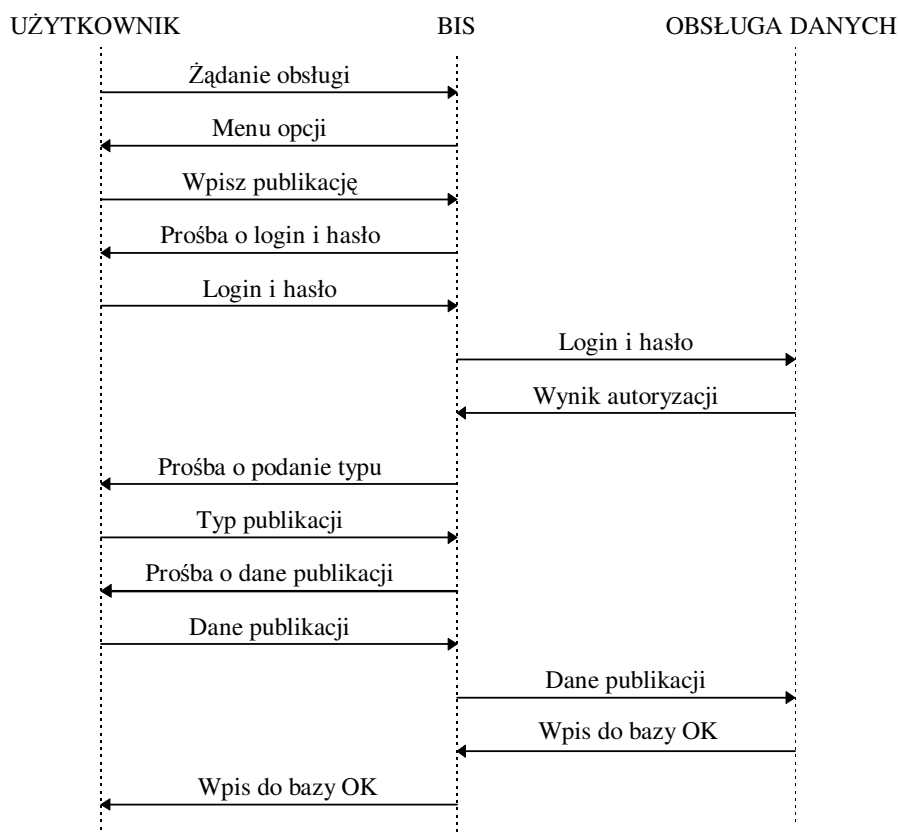 UŻYTKOWNIK BIS OBSŁUGA DANYCH
Żądanie obsługi
Menu opcji
Wpisz publikację
Prośba o login i hasło
Login i hasło
Login i hasło
Wynik autoryzacji
Prośba o podanie typu
Typ publikacji
Prośba o dane publikacji
Dane publikacji
Dane publikacji
Wpis do bazy OK
Wpis do bazy OK